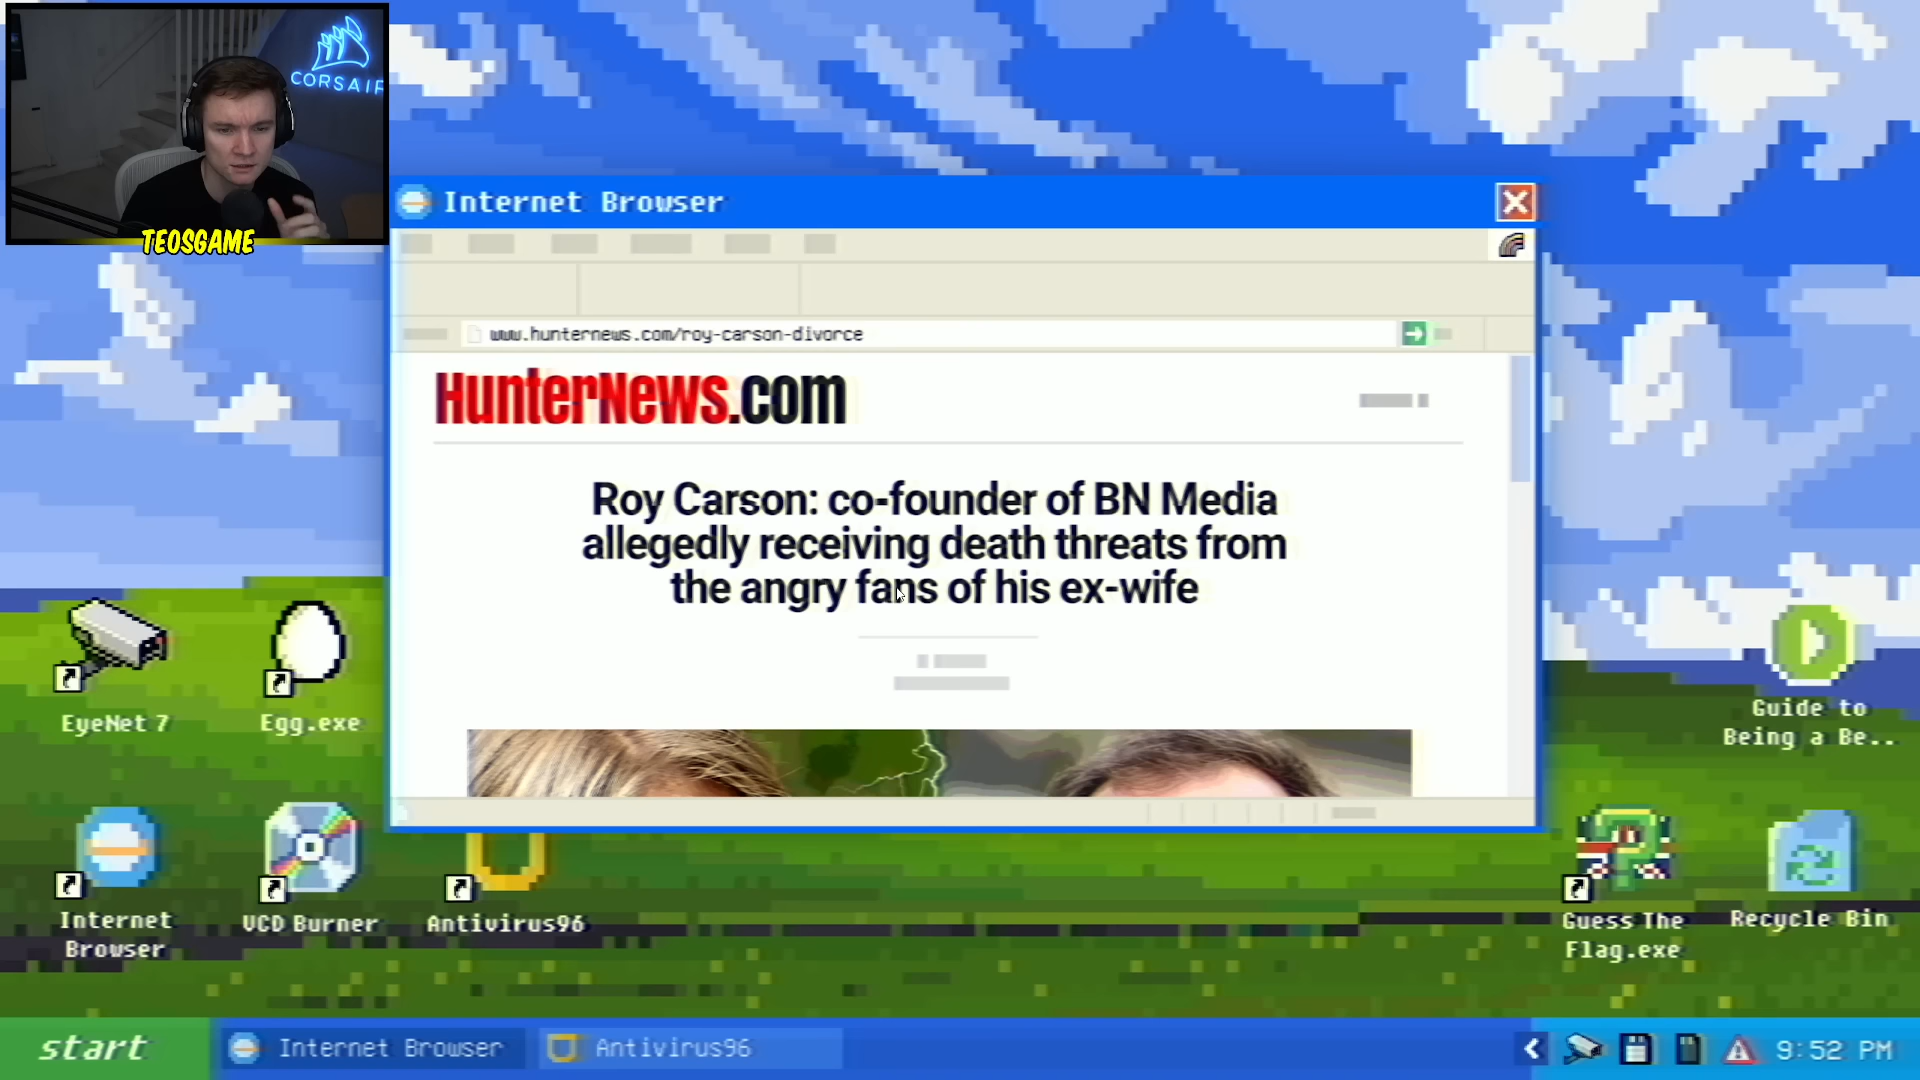 CORSAIR
TEOSGAME
Internet Browser
www.hunternews.com/roy-carson-divorce
HunterNews.com
Roy Carson: co-founder of BN Media
allegedly receiving death threats from
the angry fans of his ex-wife
EyeNet 7
Egg.exe
Guide to
Being a Be..
Internet
Browser
VCD Burner
Antivirus96
Guess The
Flag.exe
Recycle Bin
start
Internet Browser
Antivirus96
9:52 PM